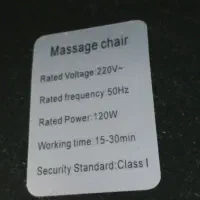 Massage chair
Rated Voltage:220V~
Rated frequency:50Hz
Rated Power:120W
Working time:15-30min
Security Standard:Class I